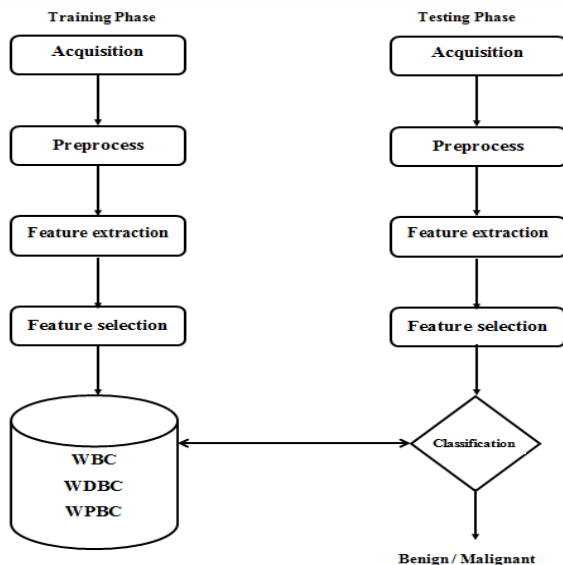 Training Phase
Acquisition
Preprocess
Feature extraction
Feature selection
WBC
WDBC
WPBC
Testing Phase
Acquisition
Preprocess
Feature extraction
Feature selection
Classification
Benign / Malignant